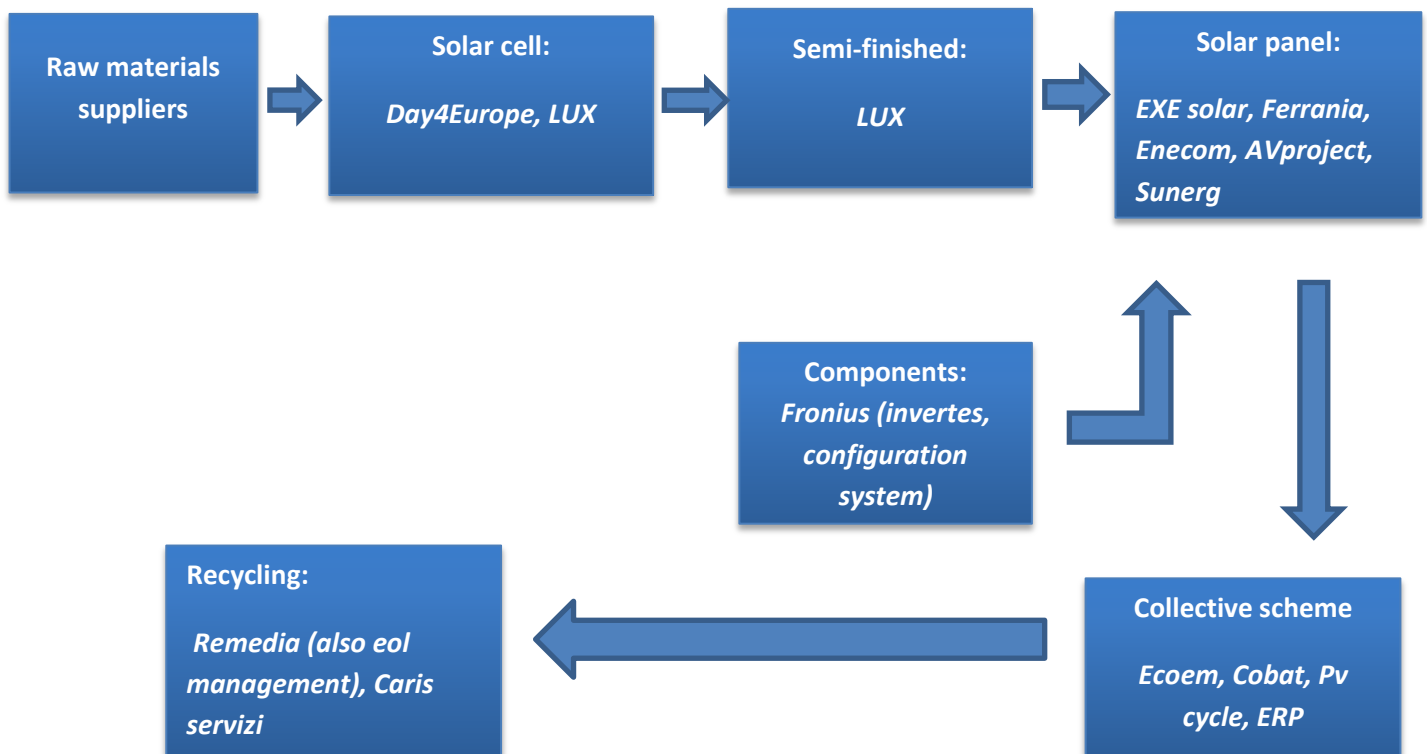 Raw materials
suppliers
Solar cell:
Day4Europe, LUX
Semi-finished:
LUX
Solar panel:
EXE solar, Ferrania,
Enecom, AVproject,
Sunerg
Components:
Fronius (invertes,
configuration
system)
Recycling:
Remedia (also eol
management), Caris
servizi
Collective scheme
Ecoem, Cobat, Pv
cycle, ERP